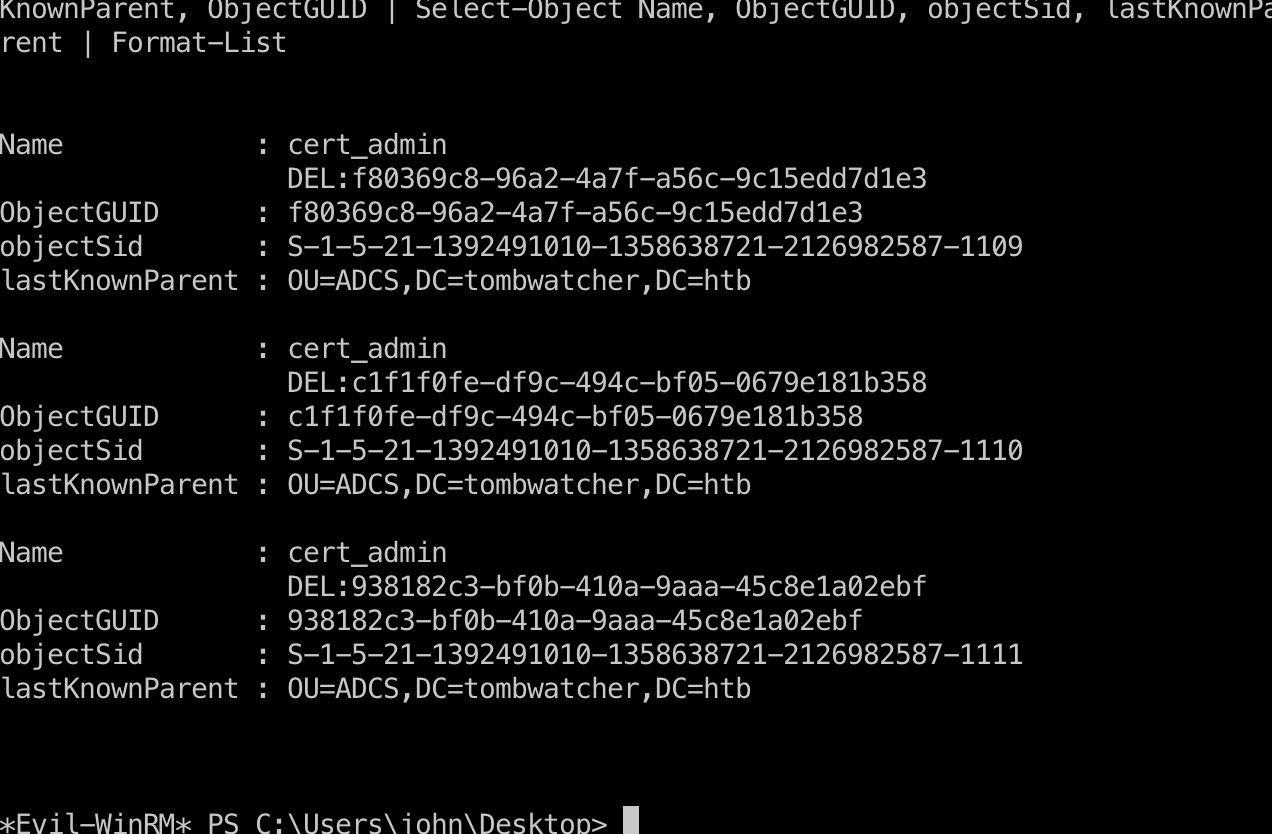 KnownParent, ObjectGUID | Select-Object Name, ObjectGUID, objectSid, lastKnownPa
rent | Format-List
Name : cert_admin
DEL:f80369c8-96a2-4a7f-a56c-9c15edd7d1e3
ObjectGUID : f80369c8-96a2-4a7f-a56c-9c15edd7d1e3
objectSid : S-1-5-21-1392491010-1358638721-2126982587-1109
lastKnownParent : OU=ADCS,DC=tombwatcher,DC=htb
Name : cert_admin
DEL:c1f1f0fe-df9c-494c-bf05-0679e181b358
ObjectGUID : c1f1f0fe-df9c-494c-bf05-0679e181b358
objectSid : S-1-5-21-1392491010-1358638721-2126982587-1110
lastKnownParent : OU=ADCS,DC=tombwatcher,DC=htb
Name : cert_admin
DEL:938182c3-bf0b-410a-9aaa-45c8e1a02ebf
ObjectGUID : 938182c3-bf0b-410a-9aaa-45c8e1a02ebf
objectSid : S-1-5-21-1392491010-1358638721-2126982587-1111
lastKnownParent : OU=ADCS,DC=tombwatcher,DC=htb
*Evil-WinRM* PS C:\Users\john\Desktop>